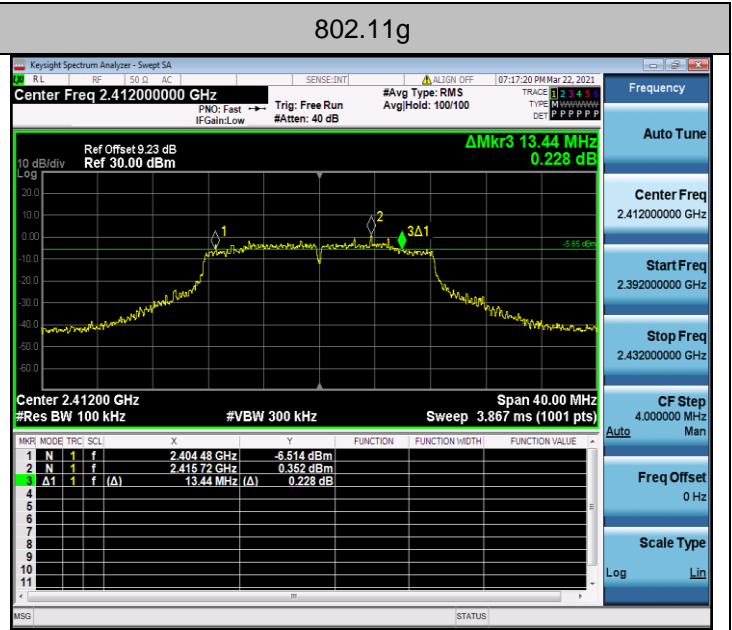 802.11g
Keysight Spectrum Analyzer - Swept SA
LXI RL RF 50 Ω AC SENSE:INT ALIGN OFF 07:17:20 PM Mar 22, 2021
Center Freq 2.412000000 GHz #Avg Type: RMS TRACE 1 2 3 4 5 6
PNO: Fast Trig: Free Run Avg|Hold: 100/100 TYPE M WWWWW
IFGain:Low #Atten: 40 dB DET P P P P P P
Ref Offset 9.23 dB ΔMkr3 13.44 MHz
10 dB/div Ref 30.00 dBm 0.228 dB
Log
20.0
10.0
0.00
-10.0
-20.0
-30.0
-40.0
-50.0
-60.0
1
2
3Δ1
-5.65 dBm
Center 2.41200 GHz Span 40.00 MHz
#Res BW 100 kHz #VBW 300 kHz Sweep 3.867 ms (1001 pts)
MKR MODE TRC SCL X Y FUNCTION FUNCTION WIDTH FUNCTION VALUE
1 N 1 f 2.404 48 GHz -6.514 dBm
2 N 1 f 2.415 72 GHz 0.352 dBm
3 Δ1 1 f (Δ) 13.44 MHz (Δ) 0.228 dB
4
5
6
7
8
9
10
11
MSG STATUS
Frequency
Auto Tune
Center Freq
2.412000000 GHz
Start Freq
2.392000000 GHz
Stop Freq
2.432000000 GHz
CF Step
4.000000 MHz
Auto Man
Freq Offset
0 Hz
Scale Type
Log Lin